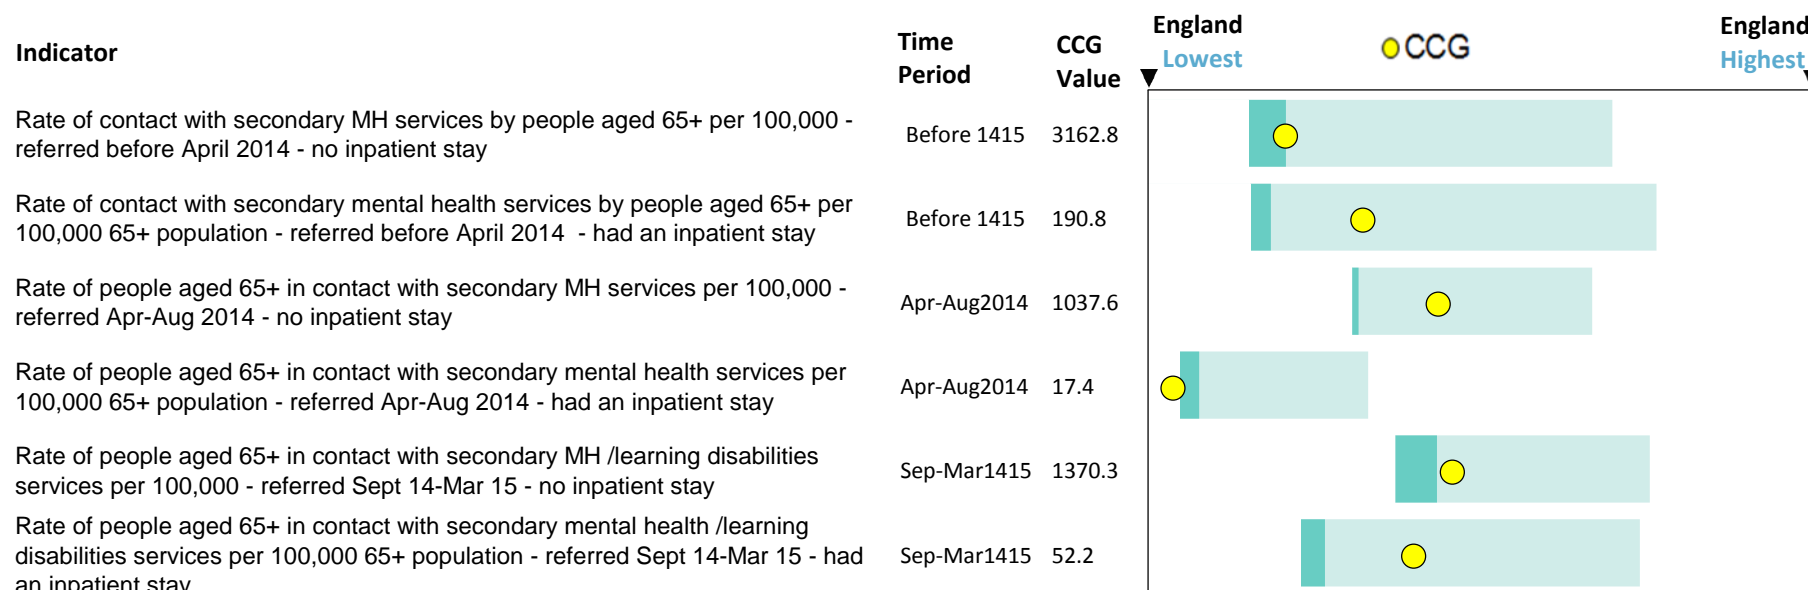 Indicator
Time Period
CCG Value
England Lowest
CCG
England Highest
Rate of contact with secondary MH services by people aged 65+ per 100,000 -
referred before April 2014 - no inpatient stay
Before 1415
3162.8
Rate of contact with secondary mental health services by people aged 65+ per
100,000 65+ population - referred before April 2014  - had an inpatient stay
Before 1415
190.8
Rate of people aged 65+ in contact with secondary MH services per 100,000 -
referred Apr-Aug 2014 - no inpatient stay
Apr-Aug2014
1037.6
Rate of people aged 65+ in contact with secondary mental health services per
100,000 65+ population - referred Apr-Aug 2014 - had an inpatient stay
Apr-Aug2014
17.4
Rate of people aged 65+ in contact with secondary MH /learning disabilities
services per 100,000 - referred Sept 14-Mar 15 - no inpatient stay
Sep-Mar1415
1370.3
Rate of people aged 65+ in contact with secondary mental health /learning
disabilities services per 100,000 65+ population - referred Sept 14-Mar 15 - had
an inpatient stay
Sep-Mar1415
52.2